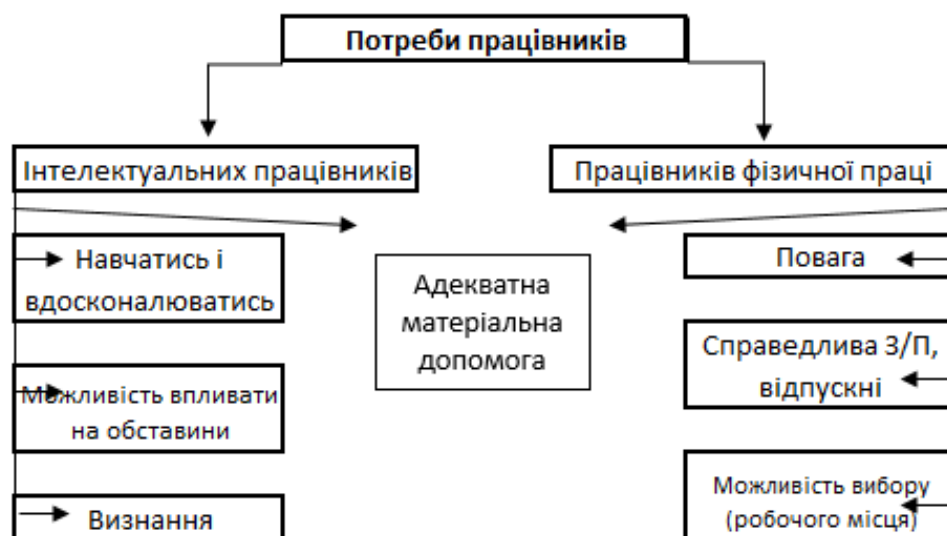 Потреби працівників
Інтелектуальних працівників
Працівників фізичної праці
Навчатись і
вдосконалюватись
Адекватна
матеріальна
допомога
Повага
Справедлива З/П,
відпускні
Можливість впливати
на обставини
Визнання
Можливість вибору
(робочого місця)